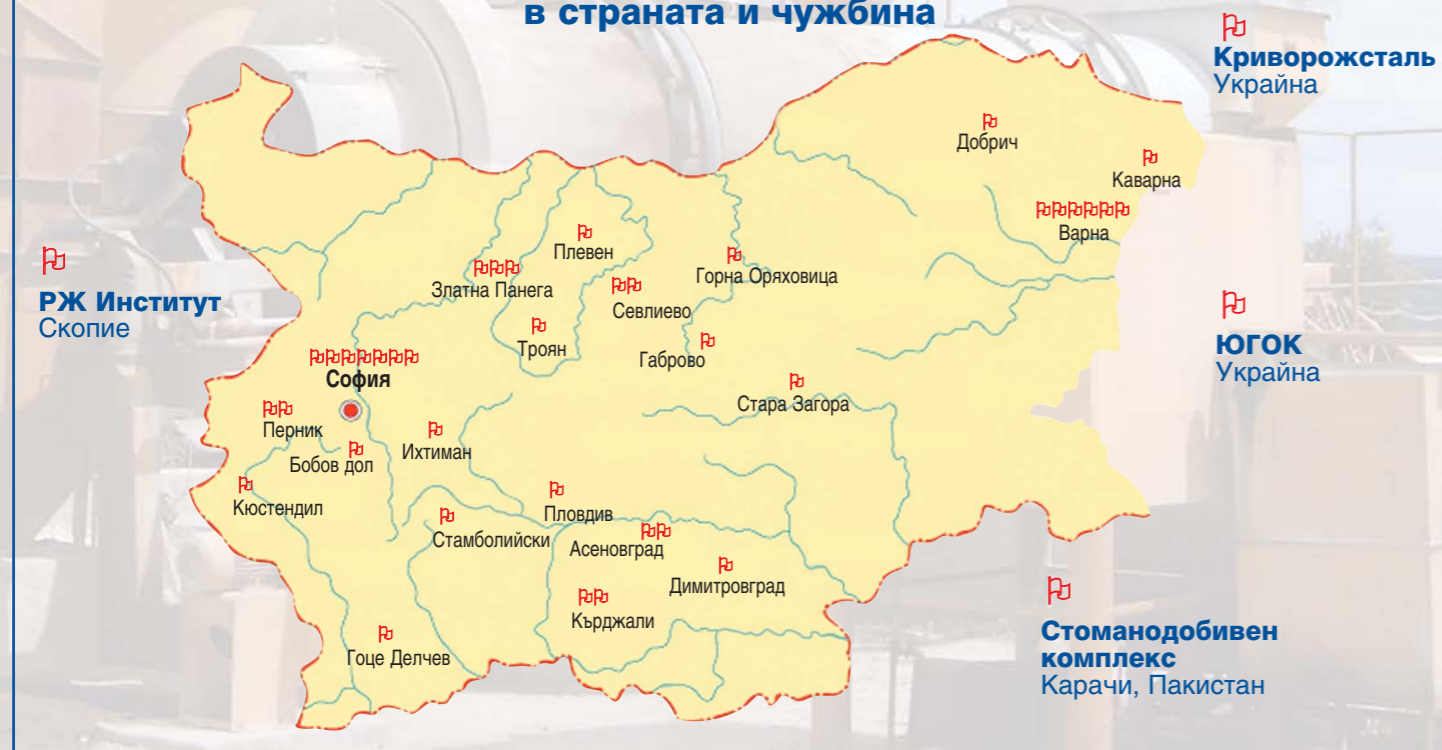 в страната и чужбина
Криворожсталь
Украйна
Добрич
Каварна
Варна
Плевен
Златна Панега
Горна Оряховица
Севлиево
РЖ Институт
Скопие
Троян
Габрово
ЮГОК
Украйна
София
Стара Загора
Перник
Ихтиман
Бобов дол
Кюстендил
Пловдив
Стамболийски
Асеновград
Димитровград
Кърджали
Гоце Делчев
Стоманодобивен
комплекс
Карачи, Пакистан